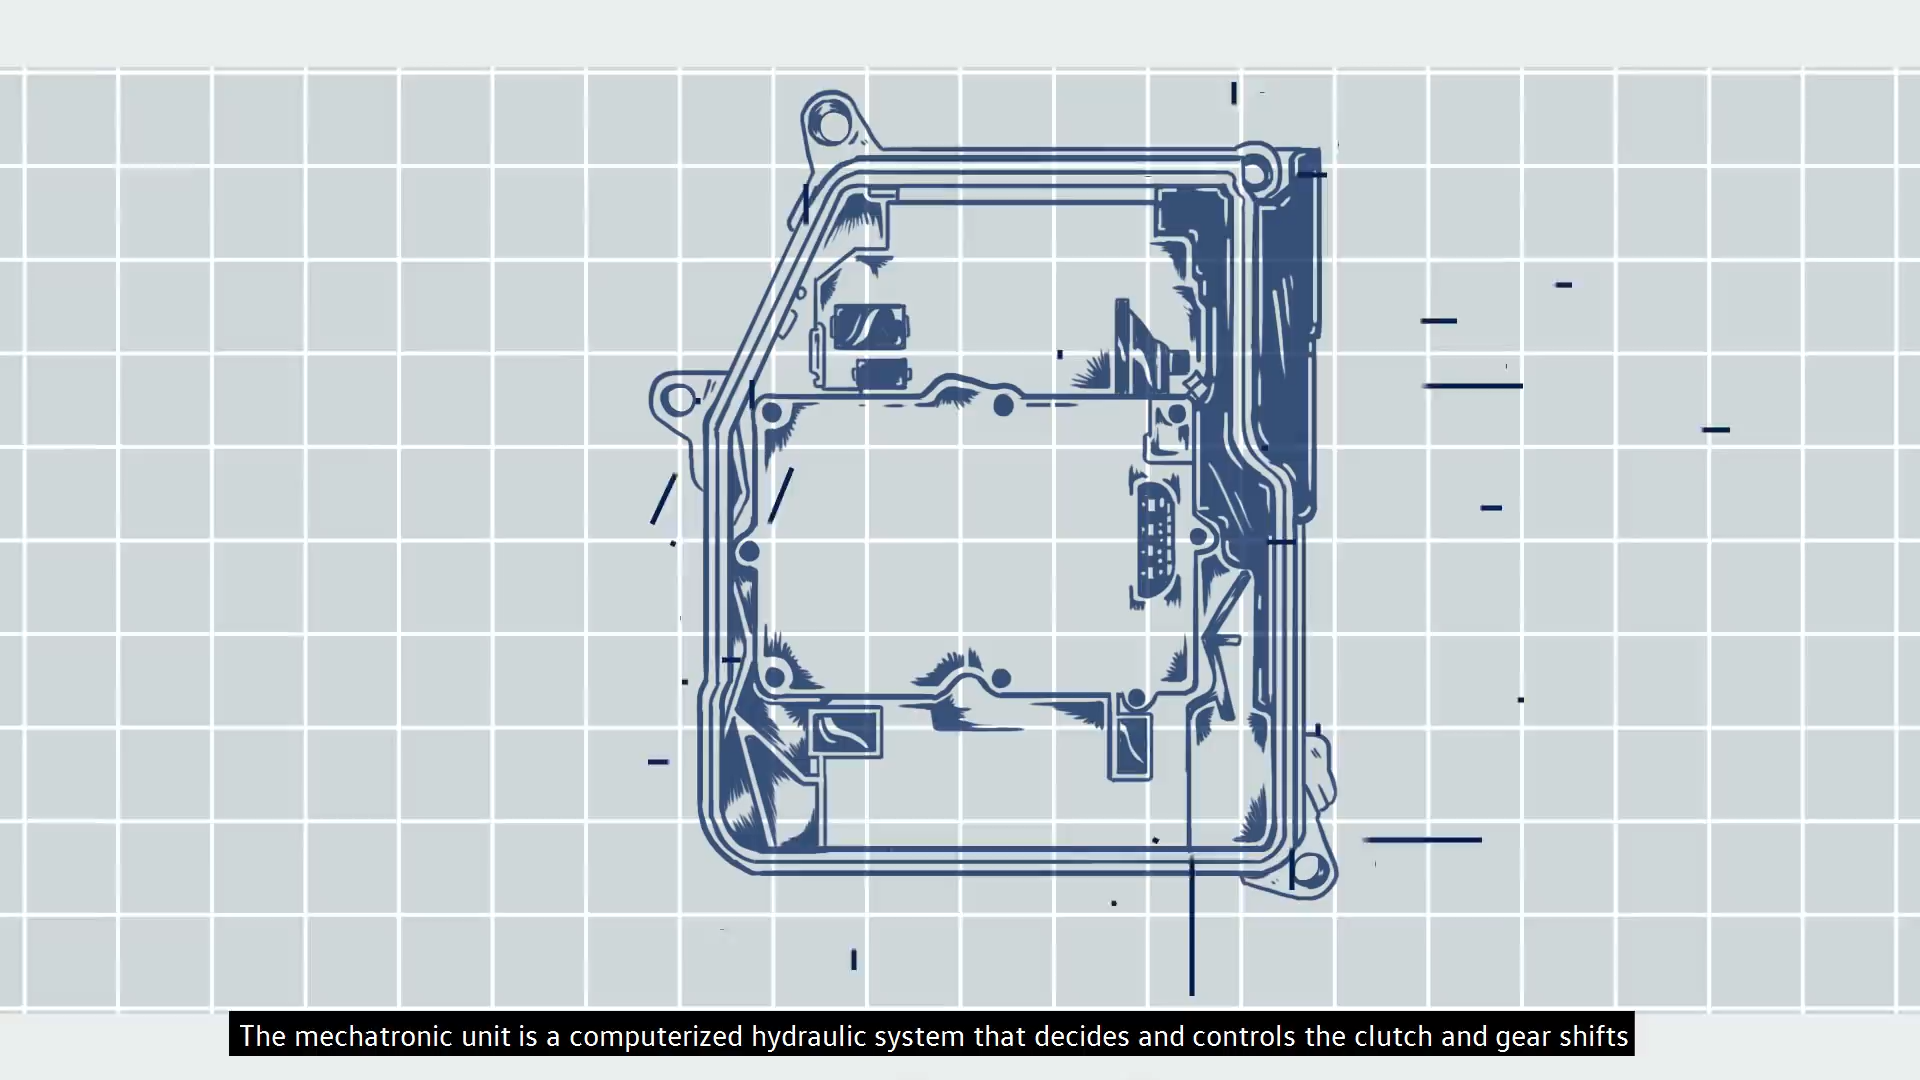 The mechatronic unit is a computerized hydraulic system that decides and controls the clutch and gear shifts